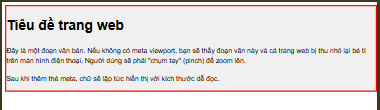 Tiêu đề trang web
Đây là một đoạn văn bản. Nếu không có meta viewport, bạn sẽ thấy đoạn văn này và cả trang web bị thu nhỏ lại bé tí
trên màn hình điện thoại. Người dùng sẽ phải "chụm tay" (pinch) để zoom lên.
Sau khi thêm thẻ meta, chữ sẽ lập tức hiển thị với kích thước dễ đọc.